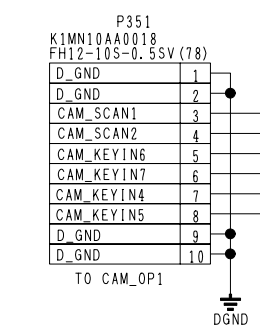 P351
K1MN10AA0018
FH12-10S-0.5SV(78)
D_GND 1
D_GND 2
CAM_SCAN1 3
CAM_SCAN2 4
CAM_KEYIN6 5
CAM_KEYIN7 6
CAM_KEYIN4 7
CAM_KEYIN5 8
D_GND 9
D_GND 10
TO CAM_OP1
DGND